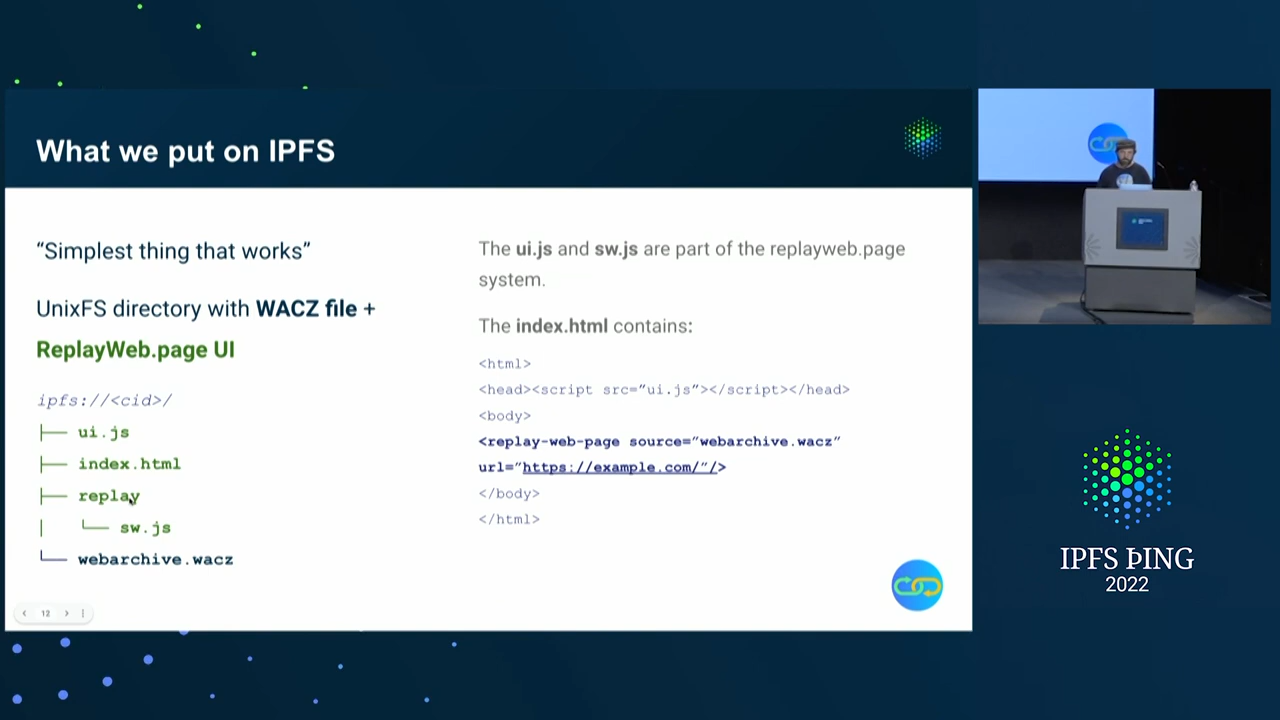 What we put on IPFS
“Simplest thing that works”
UnixFS directory with WACZ file +
ReplayWeb.page UI
ipfs://<cid>/
├── ui.js
├── index.html
├── replay
│   └── sw.js
└── webarchive.wacz
12
The ui.js and sw.js are part of the replayweb.page
system.
The index.html contains:
<html>
<head><script src=”ui.js”></script></head>
<body>
<replay-web-page source=”webarchive.wacz”
url=”https://example.com/”/>
</body>
</html>
IPFS ÞING
2022